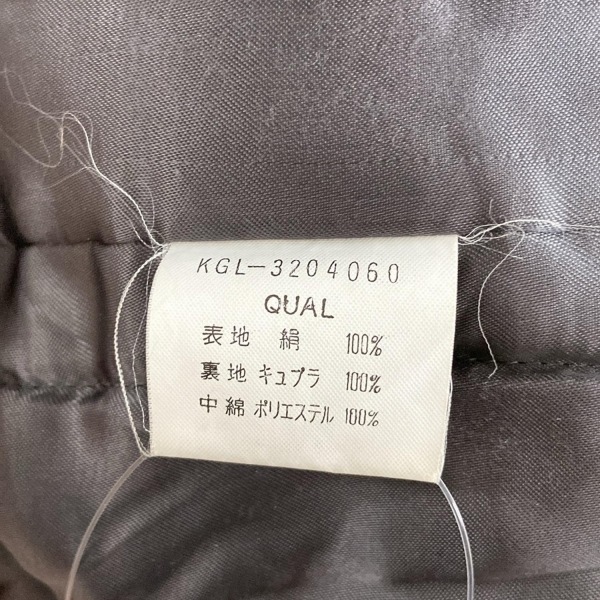 KGL-3204060
QUAL
表地 絹 100%
裏地 キュプラ 100%
中綿 ポリエステル 100%